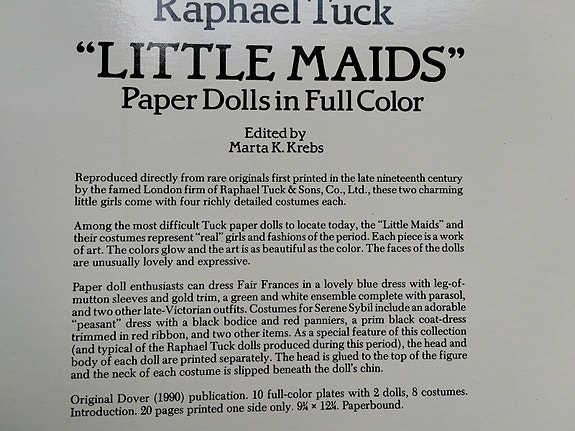 Raphael Tuck
“LITTLE MAIDS”
Paper Dolls in Full Color
Edited by
Marta K. Krebs
Reproduced directly from rare originals first printed in the late nineteenth century
by the famed London firm of Raphael Tuck & Sons, Co., Ltd., these two charming
little girls come with four richly detailed costumes each.
Among the most difficult Tuck paper dolls to locate today, the “Little Maids” and
their costumes represent “real” girls and fashions of the period. Each piece is a work
of art. The colors glow and the art is as beautiful as the color. The faces of the dolls
are unusually lovely and expressive.
Paper doll enthusiasts can dress Fair Frances in a lovely blue dress with leg-of-
mutton sleeves and gold trim, a green and white ensemble complete with parasol,
and two other late-Victorian outfits. Costumes for Serene Sybil include an adorable
“peasant” dress with a black bodice and red panniers, a prim black coat-dress
trimmed in red ribbon, and two other items. As a special feature of this collection
(and typical of the Raphael Tuck dolls produced during this period), the head and
body of each doll are printed separately. The head is glued to the top of the figure
and the neck of each costume is slipped beneath the doll’s chin.
Original Dover (1990) publication. 10 full-color plates with 2 dolls, 8 costumes.
Introduction. 20 pages printed one side only. 9¼ × 12¼. Paperbound.